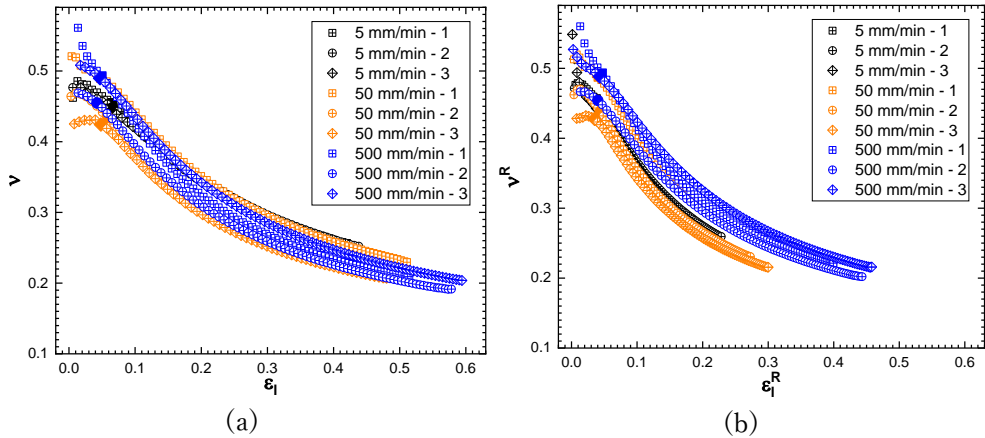 5 mm/min - 1
5 mm/min - 2
5 mm/min - 3
50 mm/min - 1
50 mm/min - 2
50 mm/min - 3
500 mm/min - 1
500 mm/min - 2
500 mm/min - 3
0.5
0.4
0.3
0.2
0.1
ν
0.0 0.1 0.2 0.3 0.4 0.5 0.6
εl
(a)
5 mm/min - 1
5 mm/min - 2
5 mm/min - 3
50 mm/min - 1
50 mm/min - 2
50 mm/min - 3
500 mm/min - 1
500 mm/min - 2
500 mm/min - 3
0.5
0.4
0.3
0.2
0.1
νR
0.0 0.1 0.2 0.3 0.4 0.5 0.6
εlR
(b)